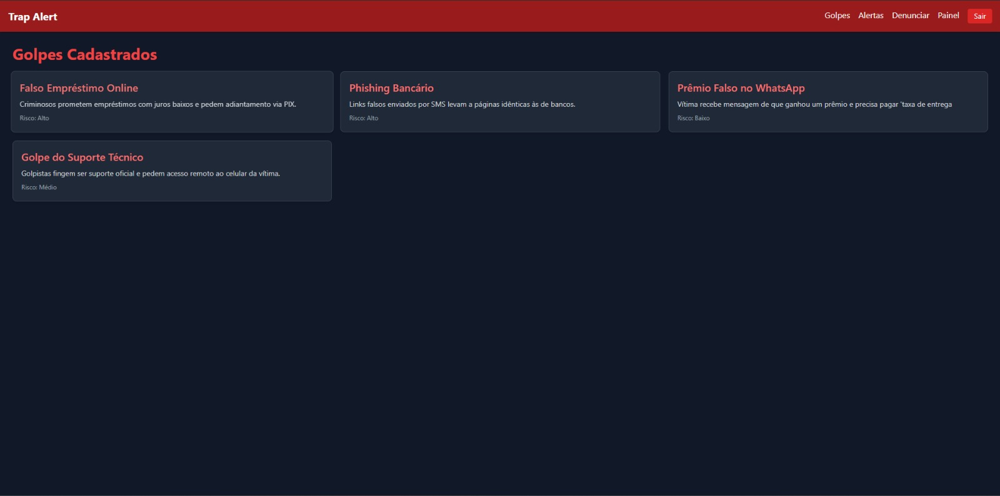 Trap Alert
Golpes Alertas Denunciar Painel Sair
Golpes Cadastrados
Falso Empréstimo Online
Criminosos prometem empréstimos com juros baixos e pedem adiantamento via PIX.
Risco: Alto
Phishing Bancário
Links falsos enviados por SMS levam a páginas idênticas às de bancos.
Risco: Alto
Prêmio Falso no WhatsApp
Vítima recebe mensagem de que ganhou um prêmio e precisa pagar 'taxa de entrega
Risco: Baixo
Golpe do Suporte Técnico
Golpistas fingem ser suporte oficial e pedem acesso remoto ao celular da vítima.
Risco: Médio